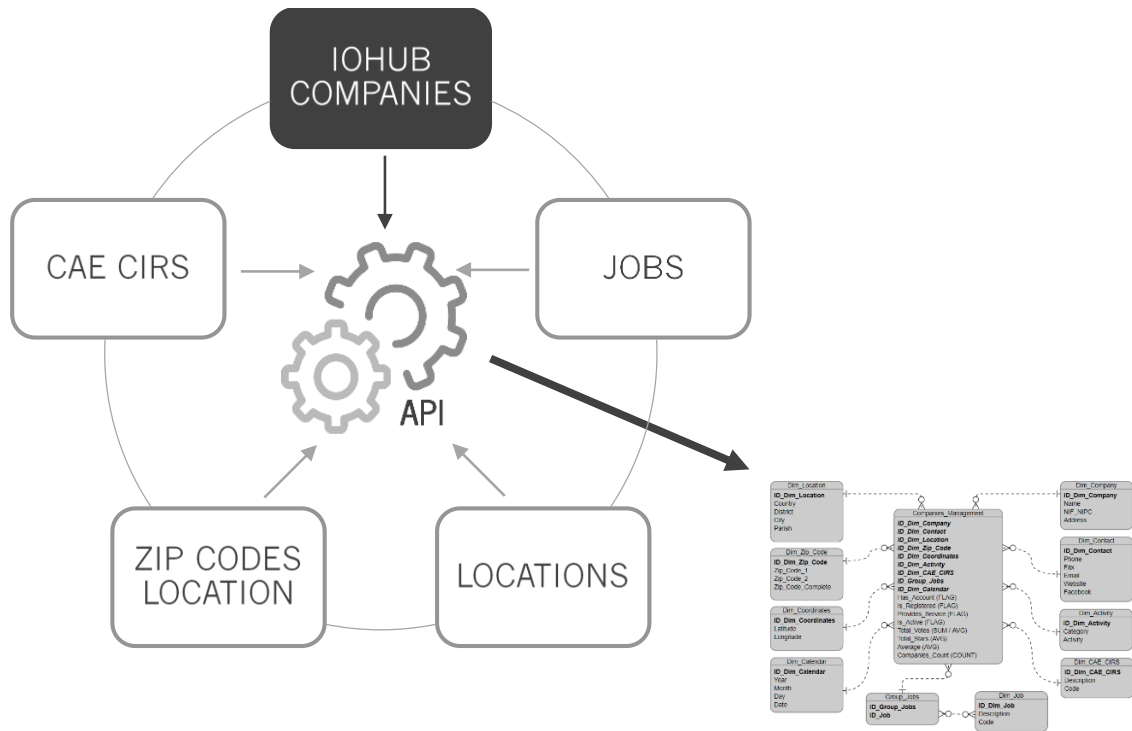 IOHUB
COMPANIES
CAE CIRS
JOBS
API
ZIP CODES
LOCATION
LOCATIONS
Dim_Location
ID_Dim_Location
Country
District
City
Parish
Dim_Zip_Code
ID_Dim_Zip_Code
Zip_Code_1
Zip_Code_2
Zip_Code_Complete
Dim_Coordinates
ID_Dim_Coordinates
Latitude
Longitude
Dim_Calendar
ID_Dim_Calendar
Year
Month
Day
Date
Companies_Management
ID_Dim_Company
ID_Dim_Contact
ID_Dim_Location
ID_Dim_Zip_Code
ID_Dim_Coordinates
ID_Dim_Activity
ID_Dim_CAE_CIRS
ID_Group_Jobs
ID_Dim_Calendar
Has_Account (FLAG)
Is_Registered (FLAG)
Provides_Service (FLAG)
Is_Active (FLAG)
Total_Votes (SUM / AVG)
Total_Stars (AVG)
Average (AVG)
Companies_Count (COUNT)
Dim_Company
ID_Dim_Company
Name
NIF_NIPC
Address
Dim_Contact
ID_Dim_Contact
Phone
Fax
Email
Website
Facebook
Dim_Activity
ID_Dim_Activity
Category
Activity
Dim_CAE_CIRS
ID_Dim_CAE_CIRS
Description
Code
Group_Jobs
ID_Group_Jobs
ID_Job
Dim_Job
ID_Dim_Job
Description
Code